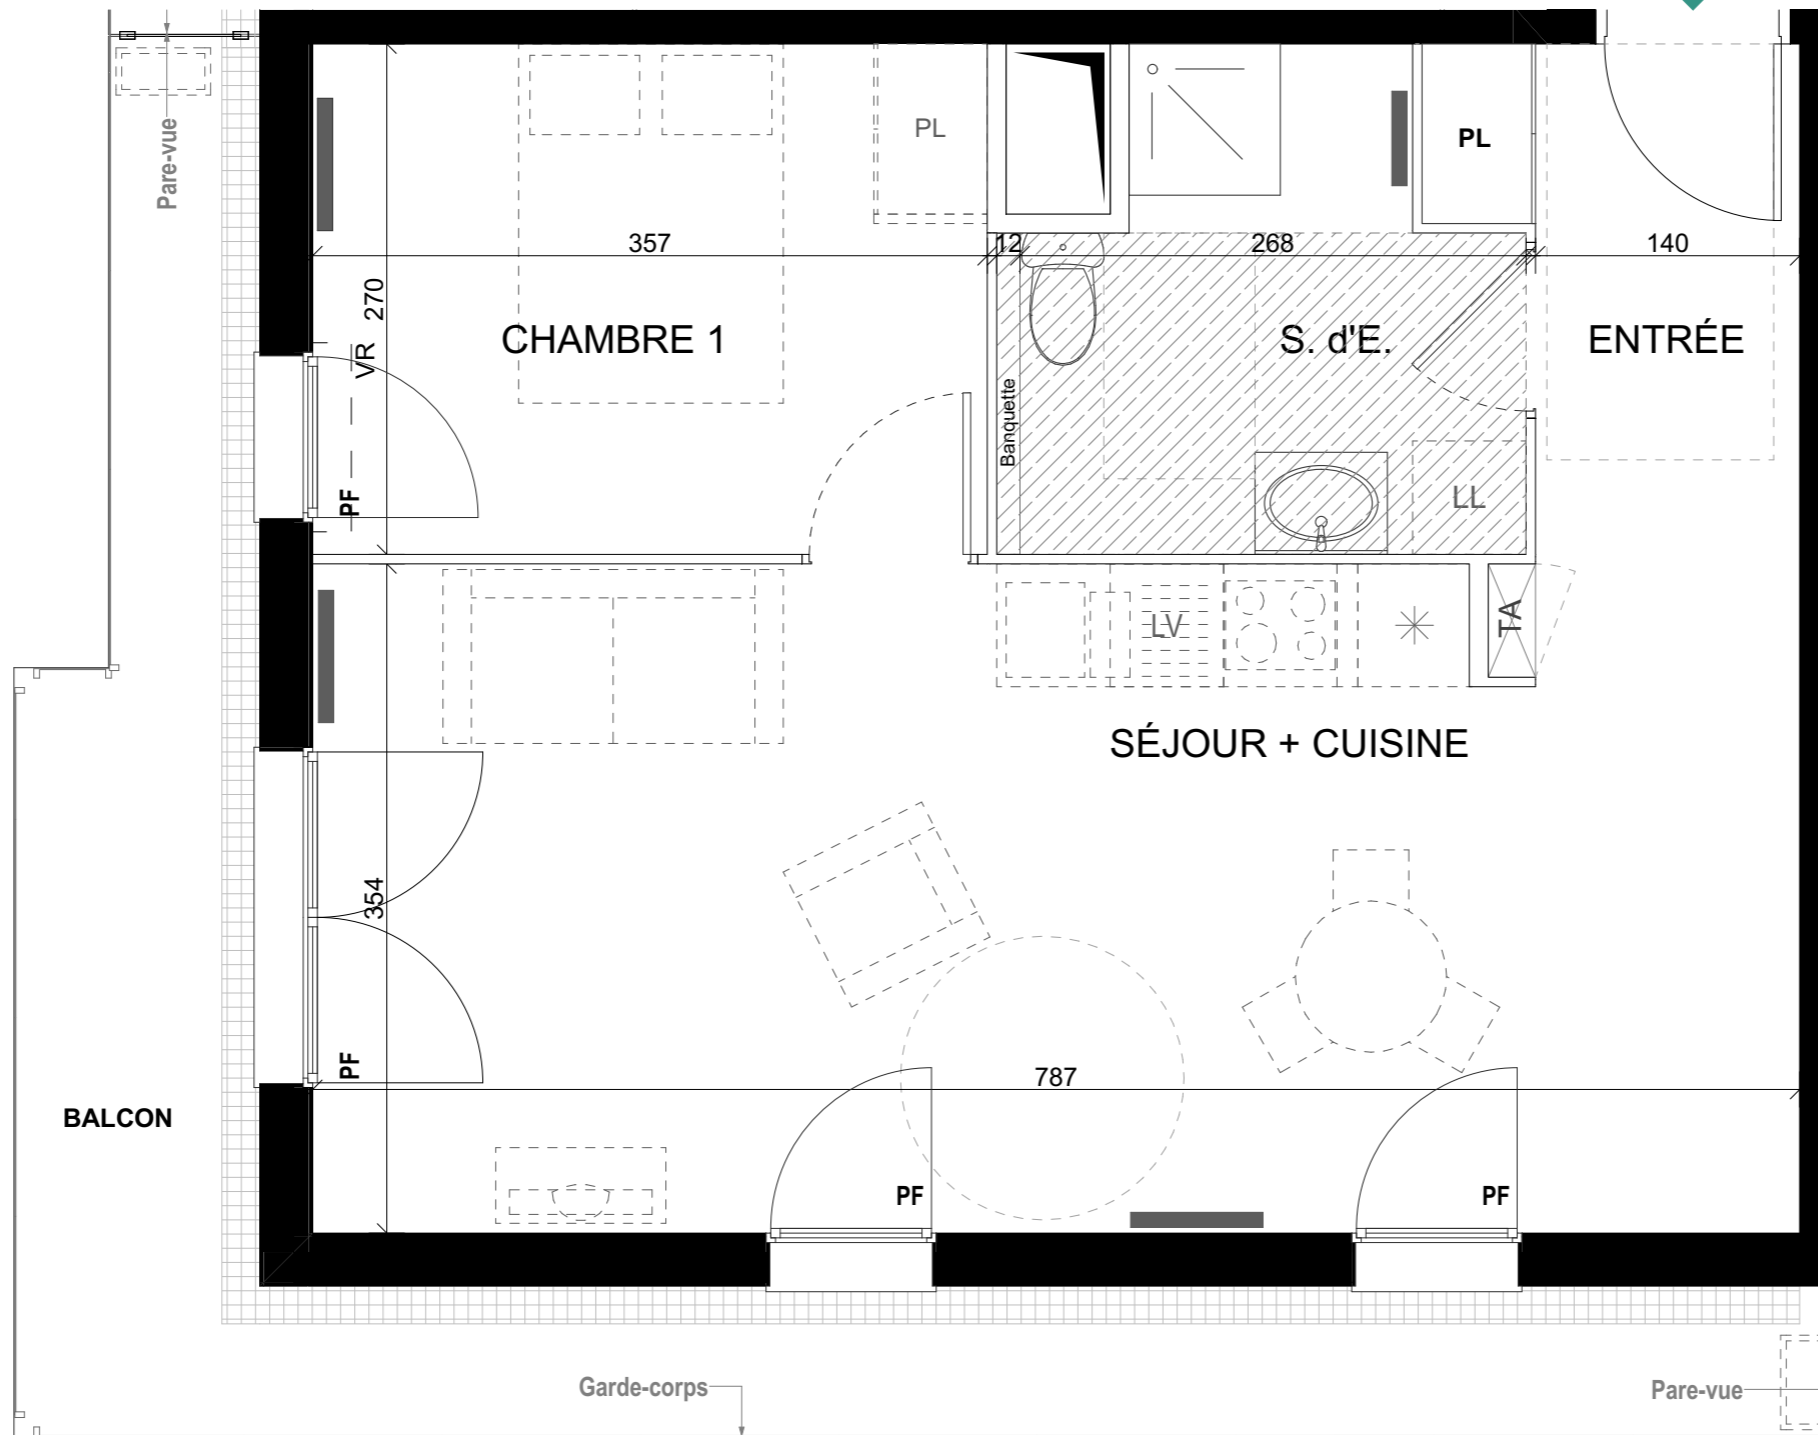 Pare-vue
PL
PL
357
12
268
140
270
CHAMBRE 1
S. d'E.
ENTRÉE
VR
Banquette
PF
LL
LV
TA
SÉJOUR + CUISINE
354
PF
787
BALCON
PF
PF
Garde-corps
Pare-vue